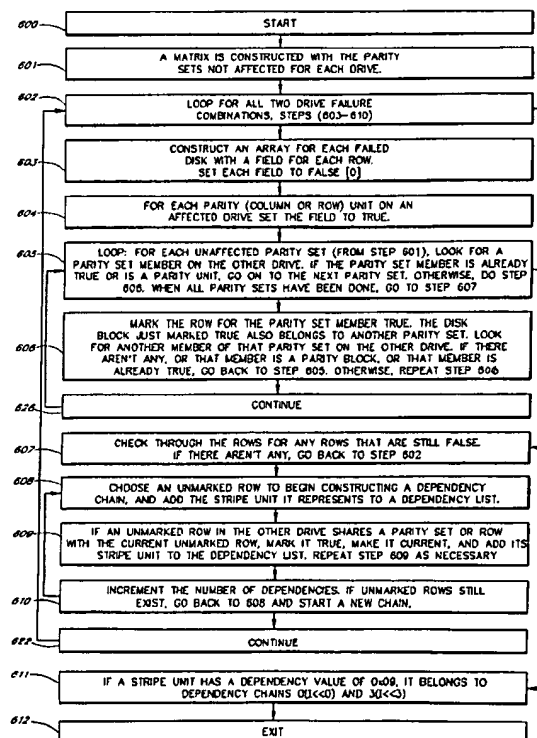 600
START
601
A MATRIX IS CONSTRUCTED WITH THE PARITY
SETS NOT AFFECTED FOR EACH DRIVE.
602
LOOP FOR ALL TWO DRIVE FAILURE
COMBINATIONS, STEPS (603-610)
603
CONSTRUCT AN ARRAY FOR EACH FAILED
DISK WITH A FIELD FOR EACH ROW.
SET EACH FIELD TO FALSE [0]
604
FOR EACH PARITY (COLUMN OR ROW) UNIT ON AN
AFFECTED DRIVE SET THE FIELD TO TRUE.
605
LOOP: FOR EACH UNAFFECTED PARITY SET (FROM STEP 601), LOOK FOR A
PARITY SET MEMBER ON THE OTHER DRIVE. IF THE PARITY SET MEMBER IS ALREADY
TRUE OR IS A PARITY UNIT, GO ON TO THE NEXT PARITY SET. OTHERWISE, DO STEP
606. WHEN ALL PARITY SETS HAVE BEEN DONE, GO TO STEP 607
606
MARK THE ROW FOR THE PARITY SET MEMBER TRUE. THE DISK
BLOCK JUST MARKED TRUE ALSO BELONGS TO ANOTHER PARITY SET. LOOK
FOR ANOTHER MEMBER OF THAT PARITY SET ON THE OTHER DRIVE. IF THERE
AREN'T ANY, OR THAT MEMBER IS A PARITY BLOCK, OR THAT MEMBER IS
ALREADY TRUE, GO BACK TO STEP 605. OTHERWISE, REPEAT STEP 606
626
CONTINUE
607
CHECK THROUGH THE ROWS FOR ANY ROWS THAT ARE STILL FALSE.
IF THERE AREN'T ANY, GO BACK TO STEP 602
608
CHOOSE AN UNMARKED ROW TO BEGIN CONSTRUCTING A DEPENDENCY
CHAIN, AND ADD THE STRIPE UNIT IT REPRESENTS TO A DEPENDENCY LIST.
609
IF AN UNMARKED ROW IN THE OTHER DRIVE SHARES A PARITY SET OR ROW
WITH THE CURRENT UNMARKED ROW, MARK IT TRUE, MAKE IT CURRENT, AND ADD ITS
STRIPE UNIT TO THE DEPENDENCY LIST. REPEAT STEP 609 AS NECESSARY
610
INCREMENT THE NUMBER OF DEPENDENCIES. IF UNMARKED ROWS STILL
EXIST, GO BACK TO 608 AND START A NEW CHAIN.
622
CONTINUE
611
IF A STRIPE UNIT HAS A DEPENDENCY VALUE OF 0x09, IT BELONGS TO
DEPENDENCY CHAINS 0(1<<0) AND 3(1<<3)
612
EXIT